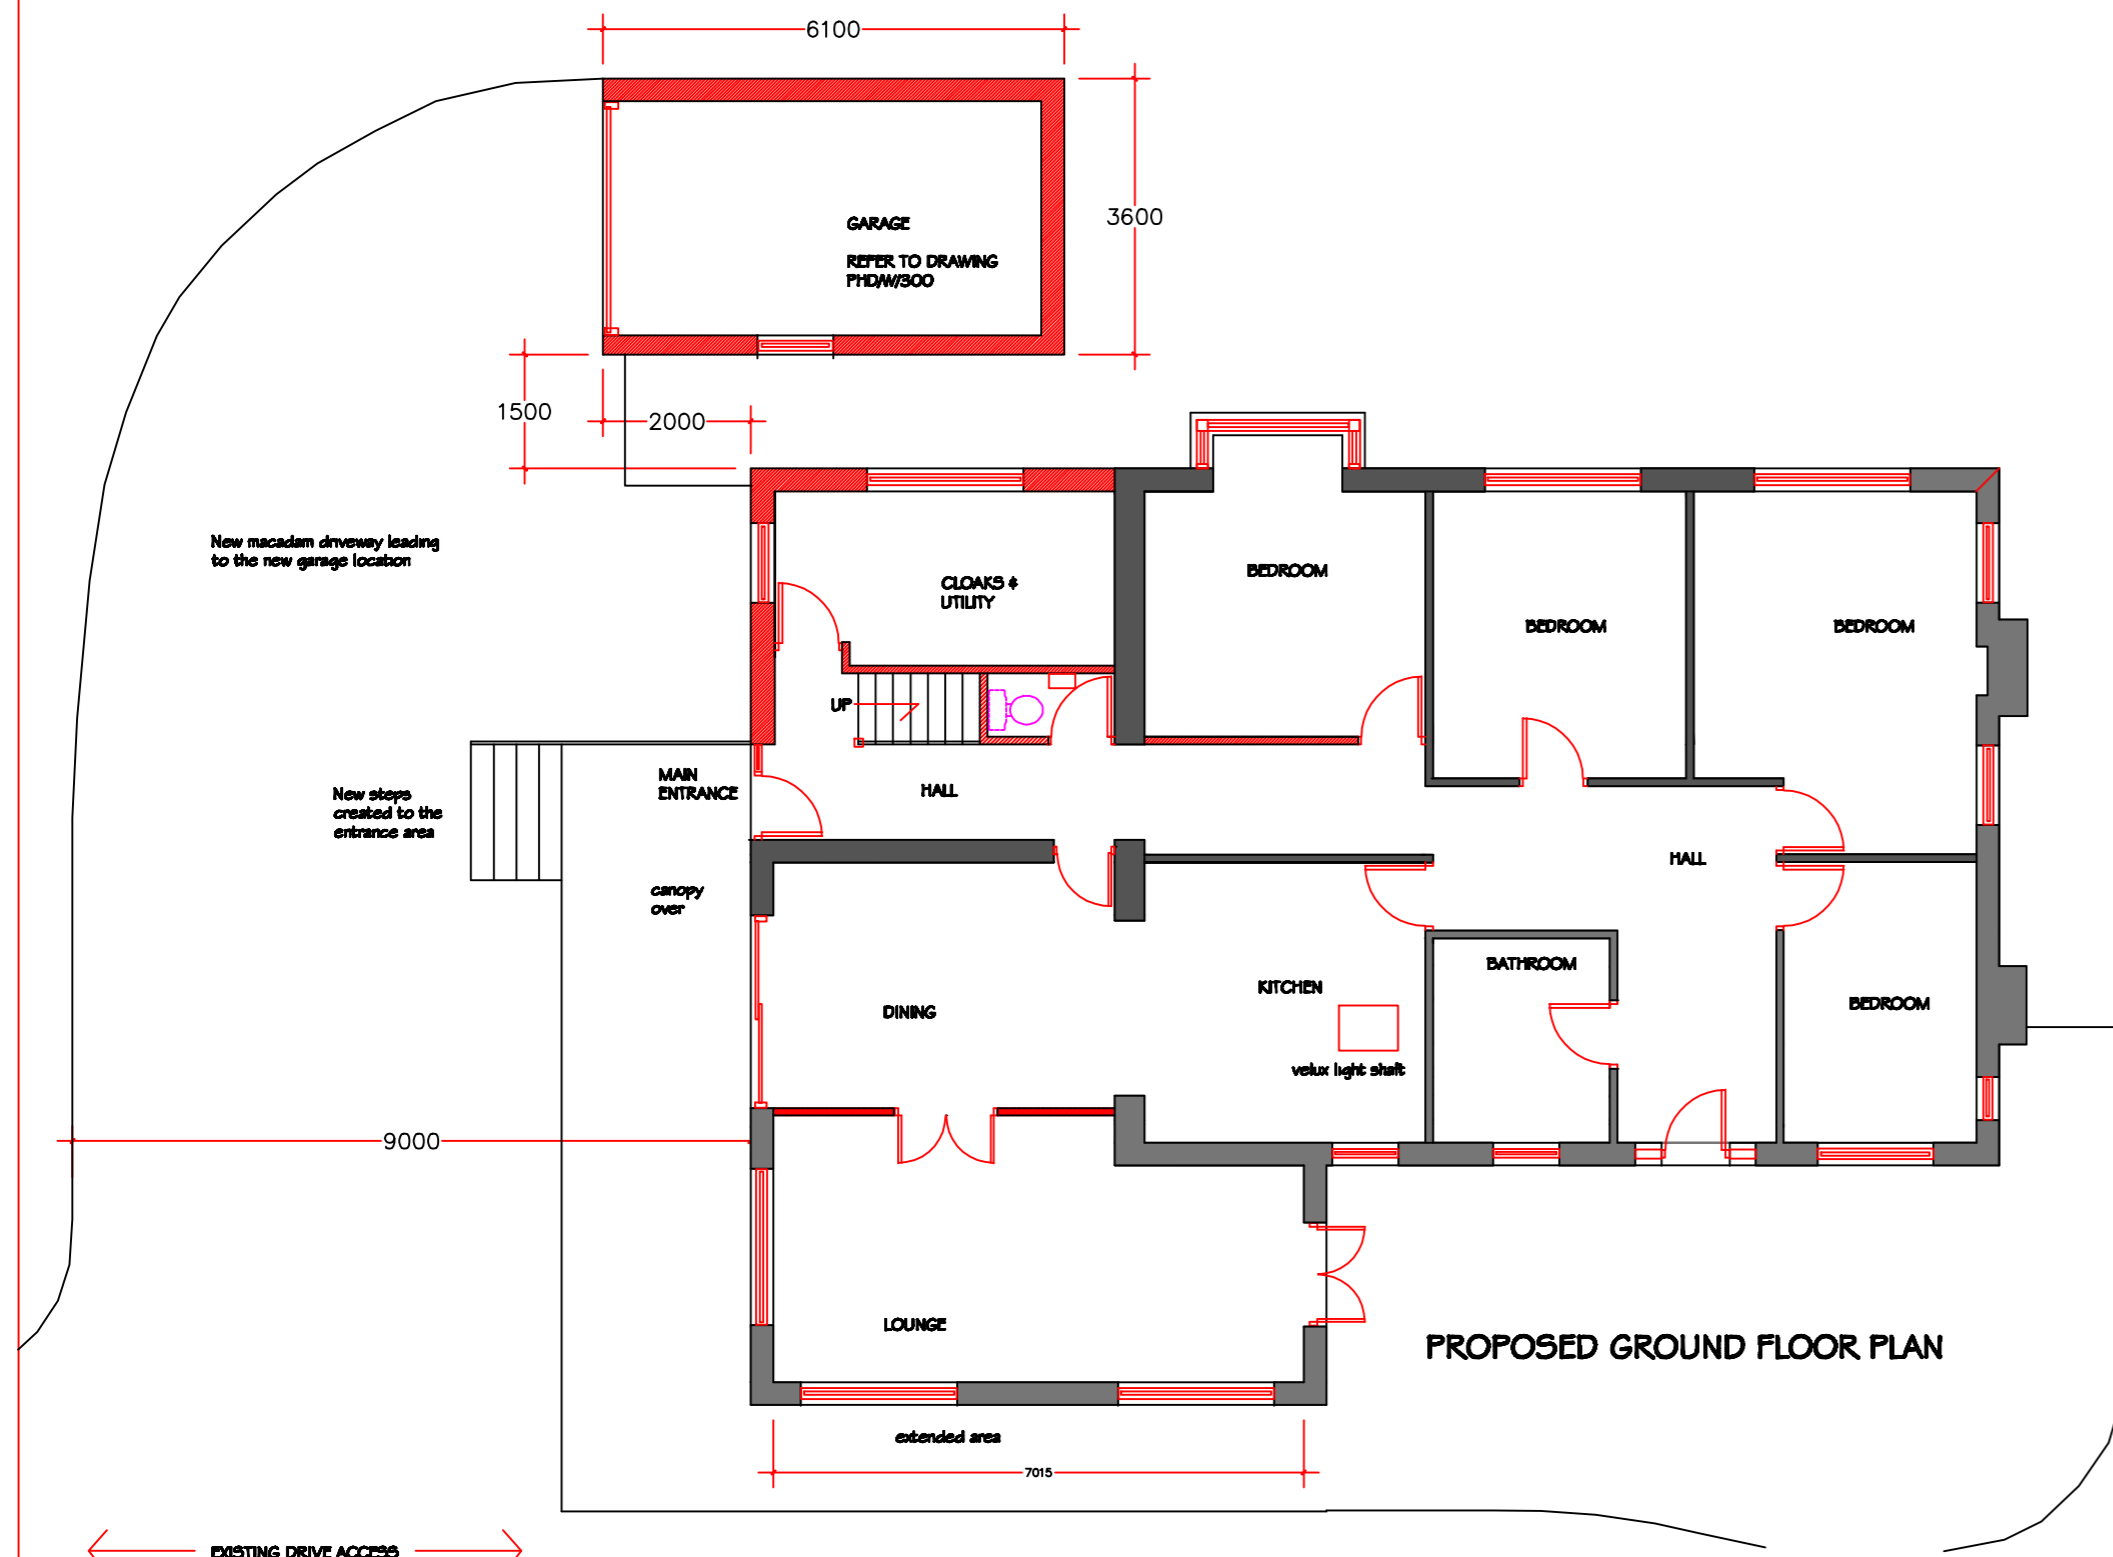 6100
GARAGE
REFER TO DRAWING
PHD/W/300
3600
1500
2000
New macadam driveway leading
to the new garage location
CLOAKS &
UTILITY
BEDROOM
BEDROOM
BEDROOM
UP
MAIN
ENTRANCE
HALL
New steps
created to the
entrance area
HALL
canopy
over
BATHROOM
KITCHEN
BEDROOM
DINING
velux light shaft
9000
LOUNGE
PROPOSED GROUND FLOOR PLAN
extended area
7015
EXISTING DRIVE ACCESS